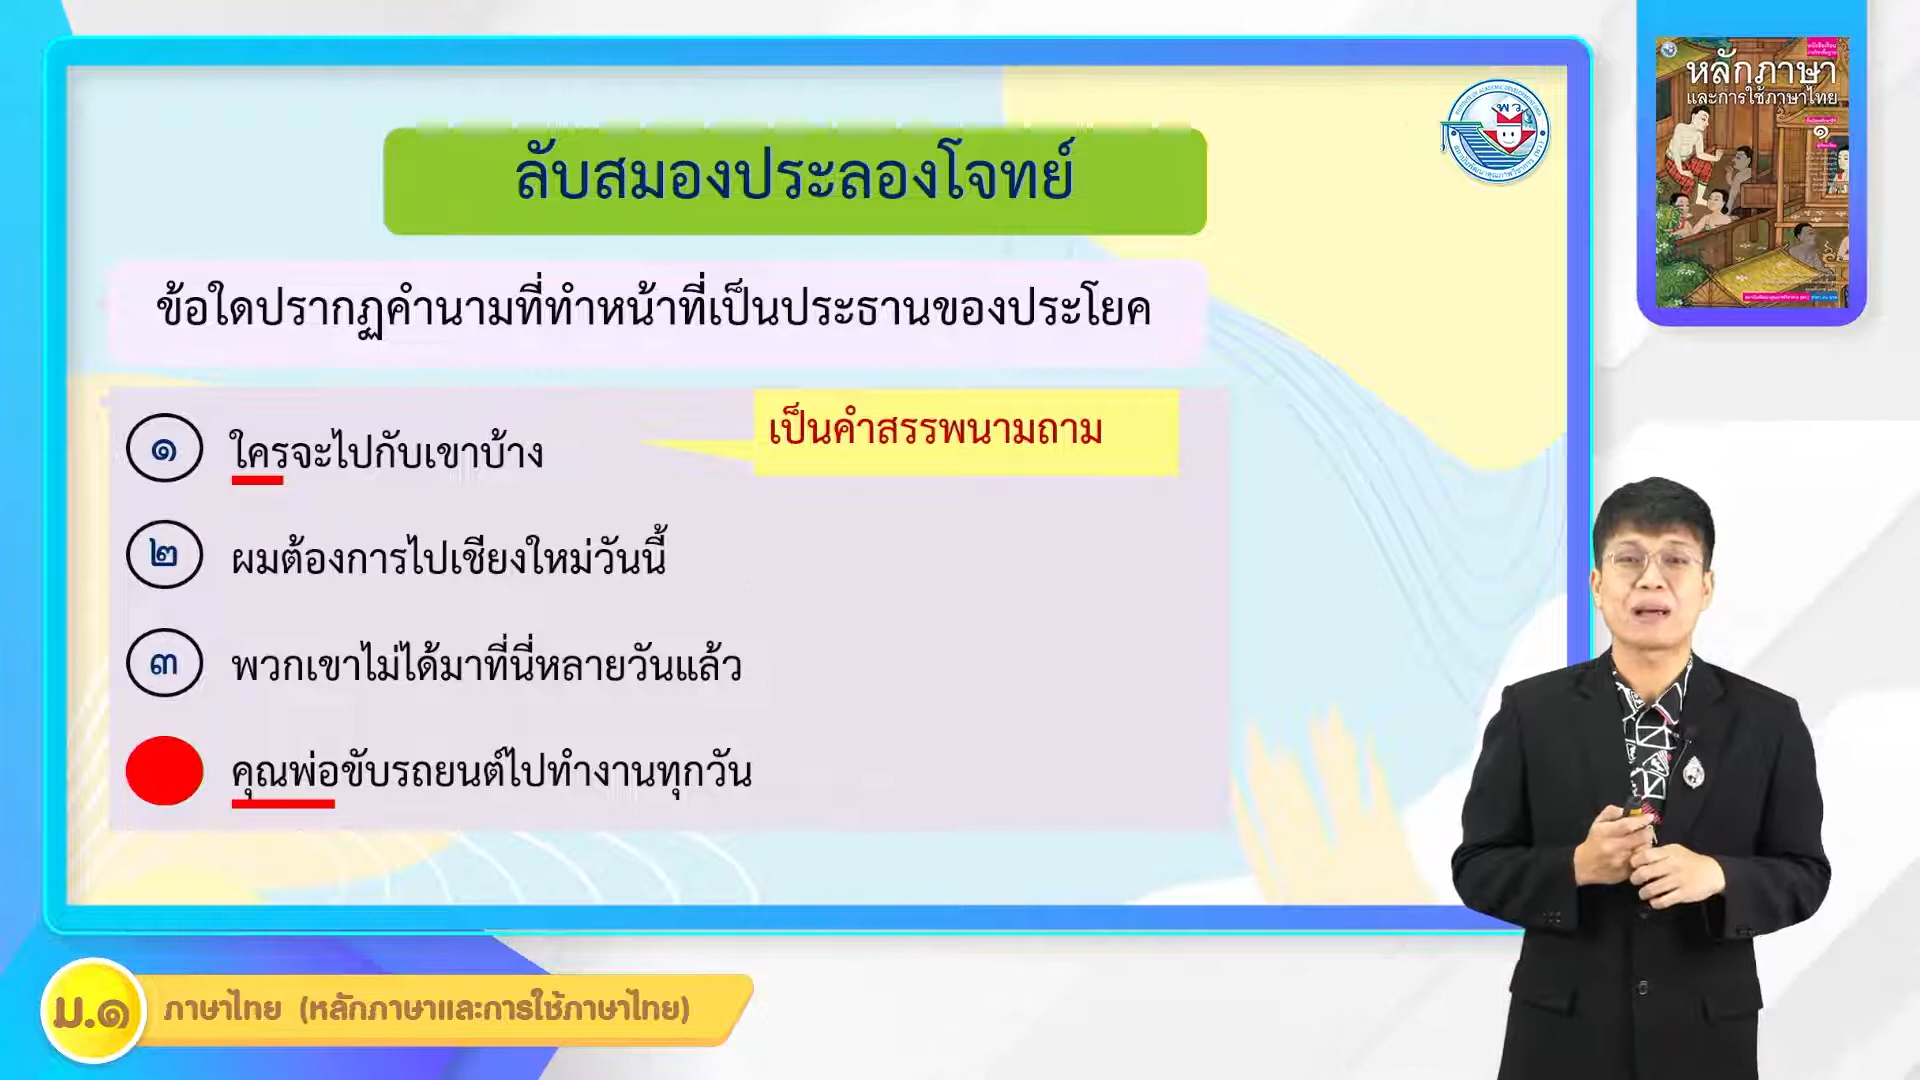 ลับสมองประลองโจทย์
ข้อใดปรากฏคำนามที่ทำหน้าที่เป็นประธานของประโยค
๑ ใครจะไปกับเขาบ้าง
เป็นคำสรรพนามถาม
๒ ผมต้องการไปเชียงใหม่วันนี้
๓ พวกเขาไม่ได้มาที่นี่หลายวันแล้ว
คุณพ่อขับรถยนต์ไปทำงานทุกวัน
หลักภาษา
และการใช้ภาษาไทย
๑
พว
ม.๑ ภาษาไทย (หลักภาษาและการใช้ภาษาไทย)